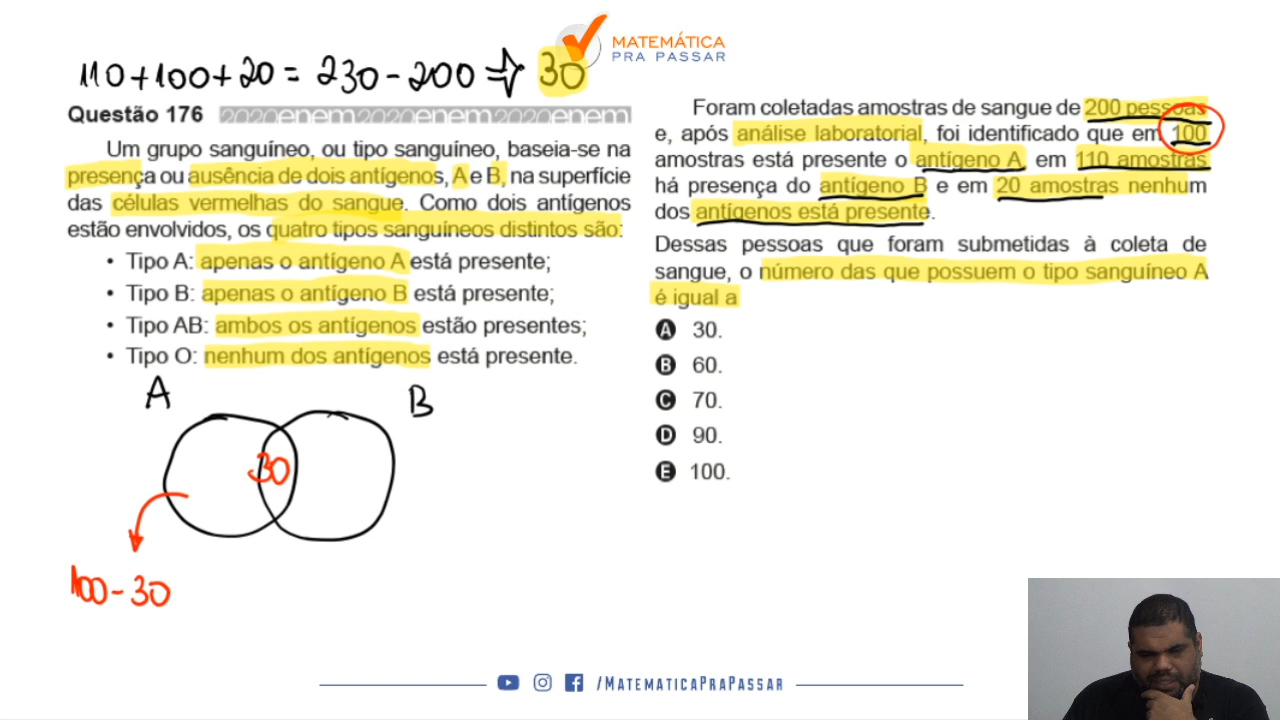 MATEMÁTICA
PRA PASSAR
110+100+20 = 230-200 ⇒ 30
Questão 176 2020enem2020enem2020enem
Um grupo sanguíneo, ou tipo sanguíneo, baseia-se na
presença ou ausência de dois antígenos, A e B, na superfície
das células vermelhas do sangue. Como dois antígenos
estão envolvidos, os quatro tipos sanguíneos distintos são:
• Tipo A: apenas o antígeno A está presente;
• Tipo B: apenas o antígeno B está presente;
• Tipo AB: ambos os antígenos estão presentes;
• Tipo O: nenhum dos antígenos está presente.
A
B
30
100-30
Foram coletadas amostras de sangue de 200 pessoas
e, após análise laboratorial, foi identificado que em 100
amostras está presente o antígeno A, em 110 amostras
há presença do antígeno B e em 20 amostras nenhum
dos antígenos está presente.
Dessas pessoas que foram submetidas à coleta de
sangue, o número das que possuem o tipo sanguíneo A
é igual a
A 30.
B 60.
C 70.
D 90.
E 100.
/MATEMATICAPRAPASSAR